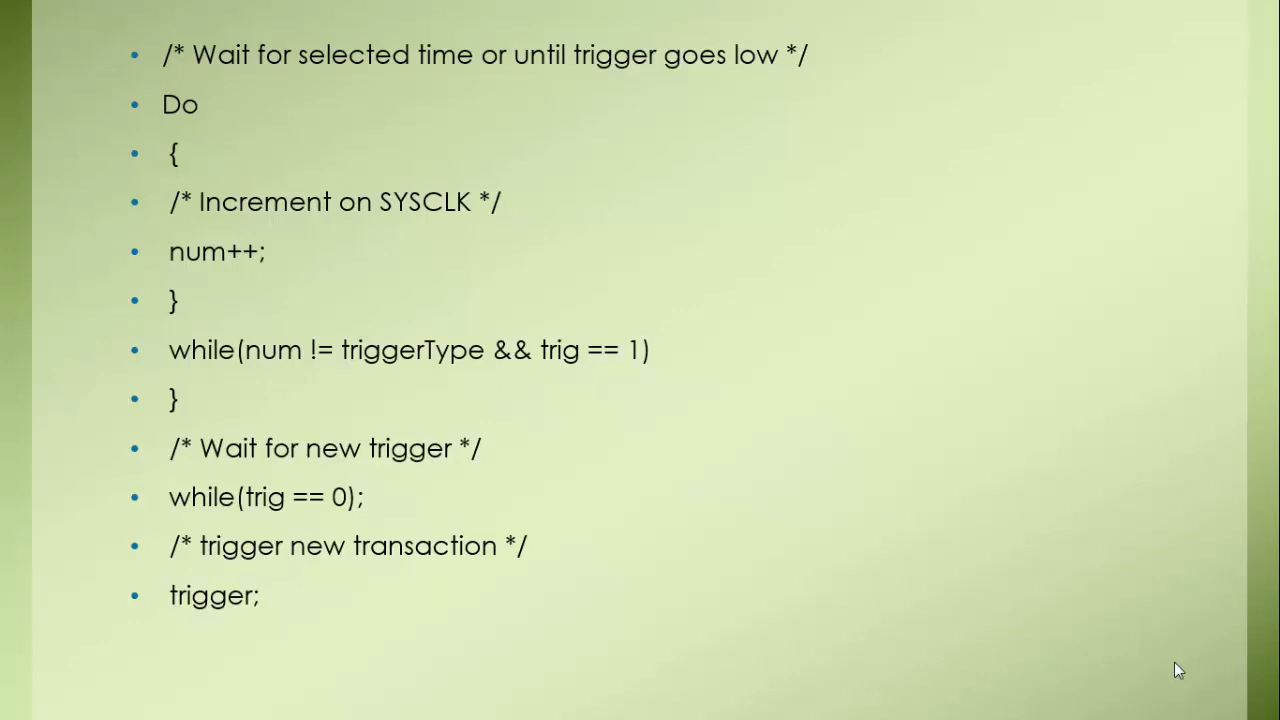 • /* Wait for selected time or until trigger goes low */
• Do
• {
• /* Increment on SYSCLK */
• num++;
• }
• while(num != triggerType && trig == 1)
• }
• /* Wait for new trigger */
• while(trig == 0);
• /* trigger new transaction */
• trigger;